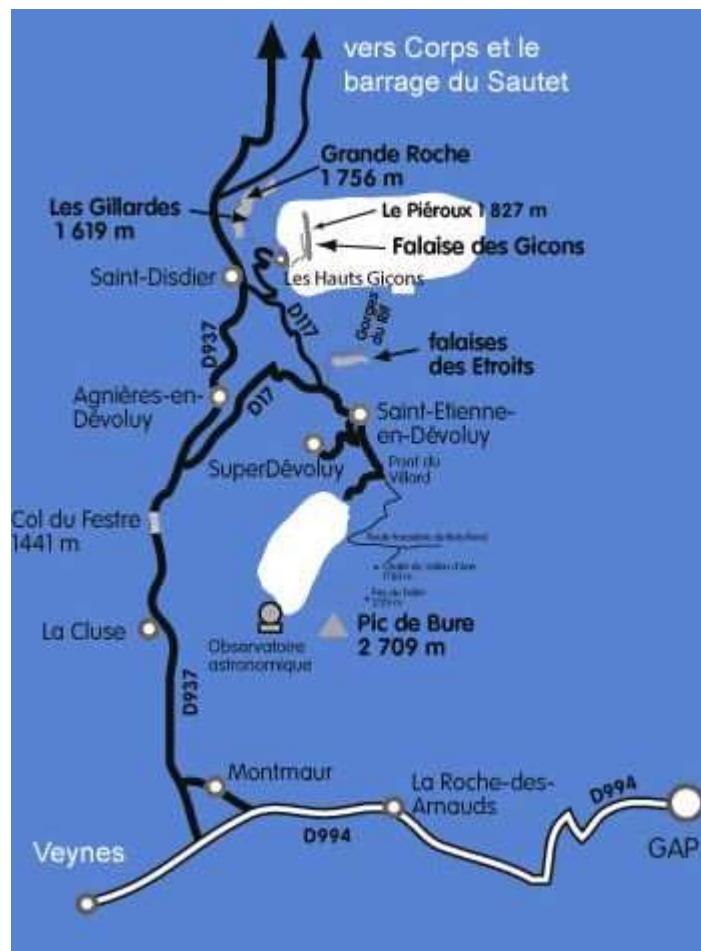 vers Corps et le
barrage du Sautet
Grande Roche
1 756 m
Les Gillardes
1 619 m
Le Piéroux 1 827 m
Falaise des Gicons
Les Hauts Gicons
Saint-Disdier
D117
Gorges
du Rif
D937
falaises
des Etroits
Agnières-en-
Dévoluy
D17
Saint-Etienne-
en-Dévoluy
SuperDévoluy
Pont du
Villard
Col du Festre
1441 m
La Cluse
Observatoire
astronomique
Pic de Bure
2 709 m
D937
Montmaur
La Roche-des-
Arnauds
D994
D994
GAP
Veynes